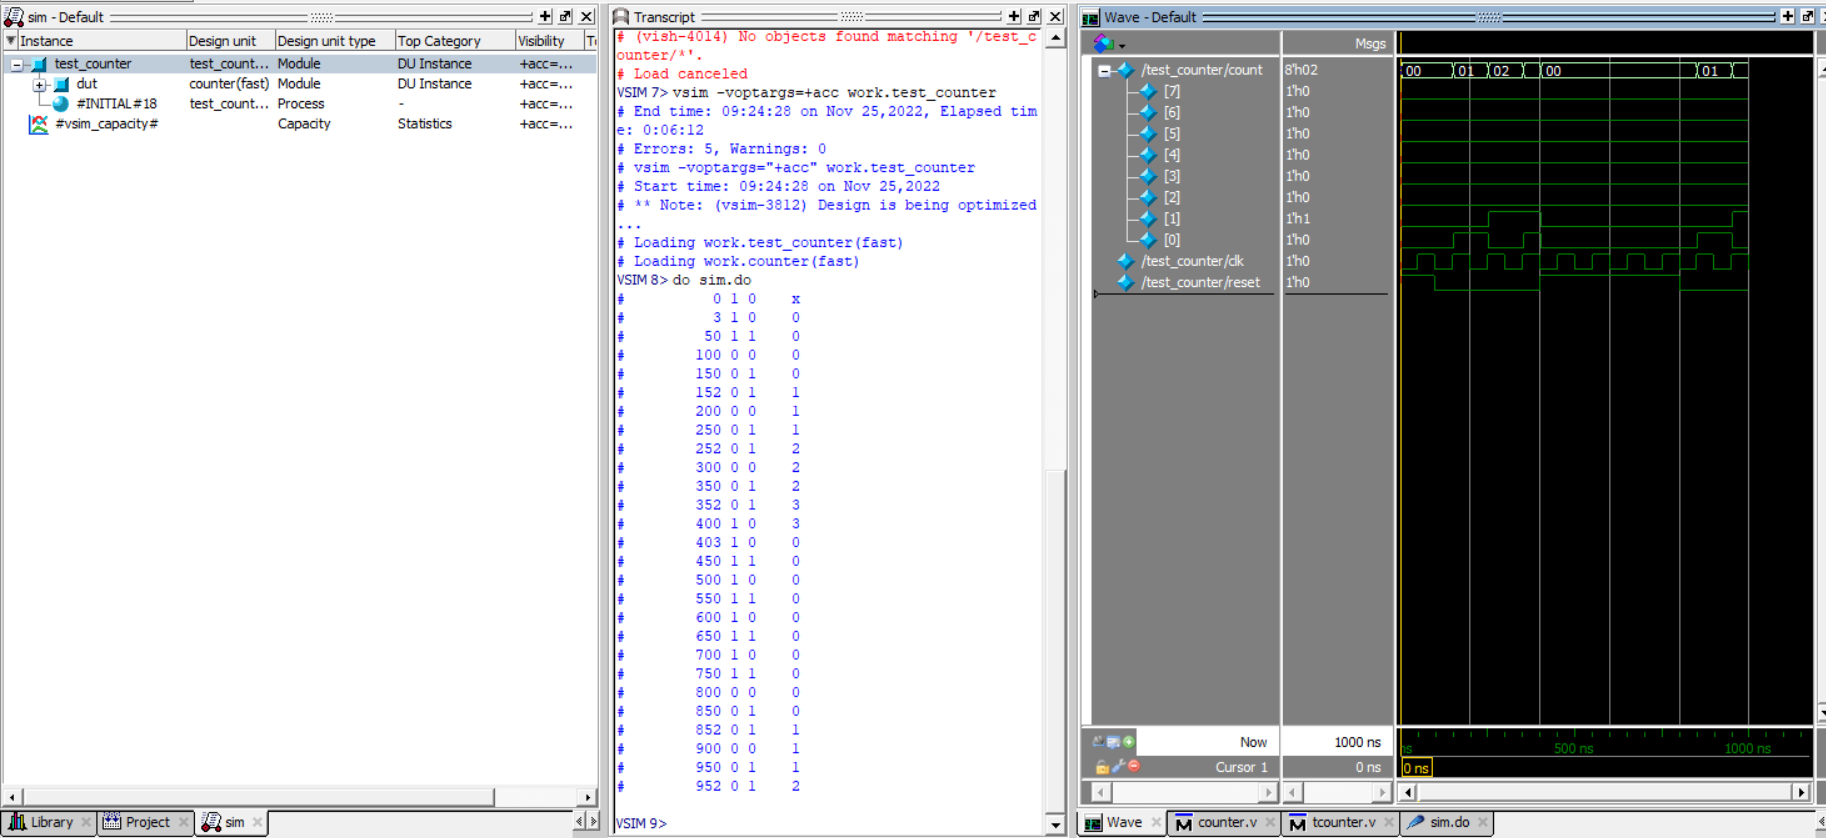 sim - Default
Instance Design unit Design unit type Top Category Visibility
test_counter test_count... Module DU Instance +acc=...
dut counter(fast) Module DU Instance +acc=...
#INITIAL#18 test_count... Process - +acc=...
#vsim_capacity# Capacity Statistics +acc=...
Library Project sim
Transcript
# (vish-4014) No objects found matching '/test_c
ounter/*'.
# Load canceled
VSIM 7> vsim -voptargs=+acc work.test_counter
# End time: 09:24:28 on Nov 25,2022, Elapsed tim
e: 0:06:12
# Errors: 5, Warnings: 0
# vsim -voptargs="+acc" work.test_counter
# Start time: 09:24:28 on Nov 25,2022
# ** Note: (vsim-3812) Design is being optimized
...
# Loading work.test_counter(fast)
# Loading work.counter(fast)
VSIM 8> do sim.do
# 0 1 0 x
# 3 1 0 0
# 50 1 1 0
# 100 0 0 0
# 150 0 1 0
# 152 0 1 1
# 200 0 0 1
# 250 0 1 1
# 252 0 1 2
# 300 0 0 2
# 350 0 1 2
# 352 0 1 3
# 400 1 0 3
# 403 1 0 0
# 450 1 1 0
# 500 1 0 0
# 550 1 1 0
# 600 1 0 0
# 650 1 1 0
# 700 1 0 0
# 750 1 1 0
# 800 0 0 0
# 850 0 1 0
# 852 0 1 1
# 900 0 0 1
# 950 0 1 1
# 952 0 1 2
VSIM 9>
Wave - Default
Msgs
/test_counter/count 8'h02 00 01 02 00 01
[7] 1'h0
[6] 1'h0
[5] 1'h0
[4] 1'h0
[3] 1'h0
[2] 1'h0
[1] 1'h1
[0] 1'h0
/test_counter/clk 1'h0
/test_counter/reset 1'h0
Now 1000 ns ns 500 ns 1000 ns
Cursor 1 0 ns 0 ns
Wave counter.v tcounter.v sim.do